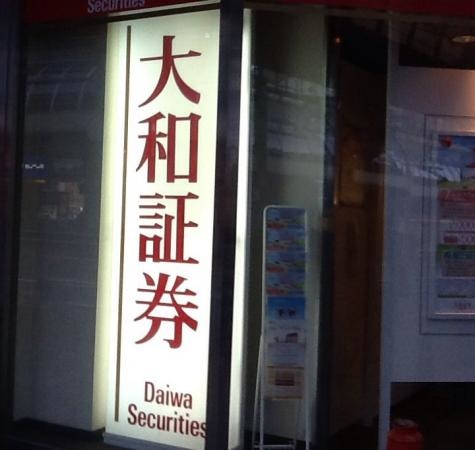 Securities
大和証券
Daiwa
Securities